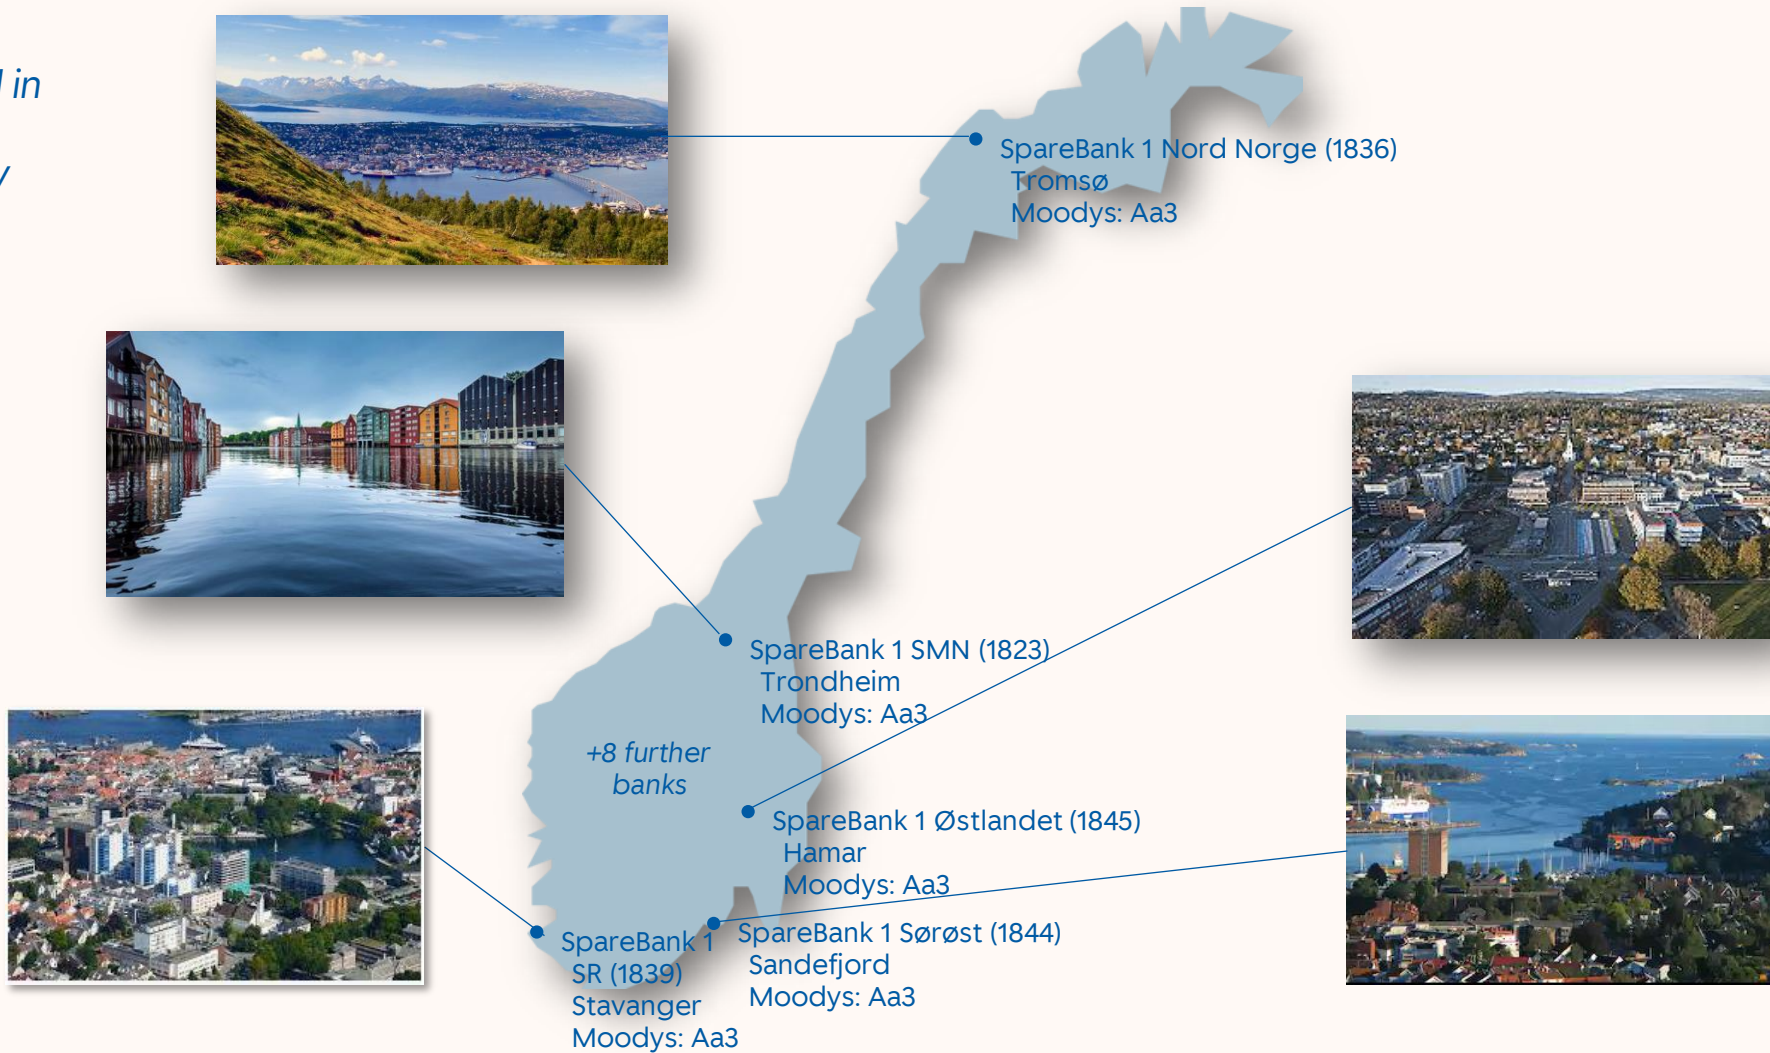 in
SpareBank 1 Nord Norge (1836)
Tromsø
Moodys: Aa3
SpareBank 1 SMN (1823)
Trondheim
Moodys: Aa3
+8 further
banks
SpareBank 1 Østlandet (1845)
Hamar
Moodys: Aa3
SpareBank 1
SR (1839)
Stavanger
Moodys: Aa3
SpareBank 1 Sørøst (1844)
Sandefjord
Moodys: Aa3